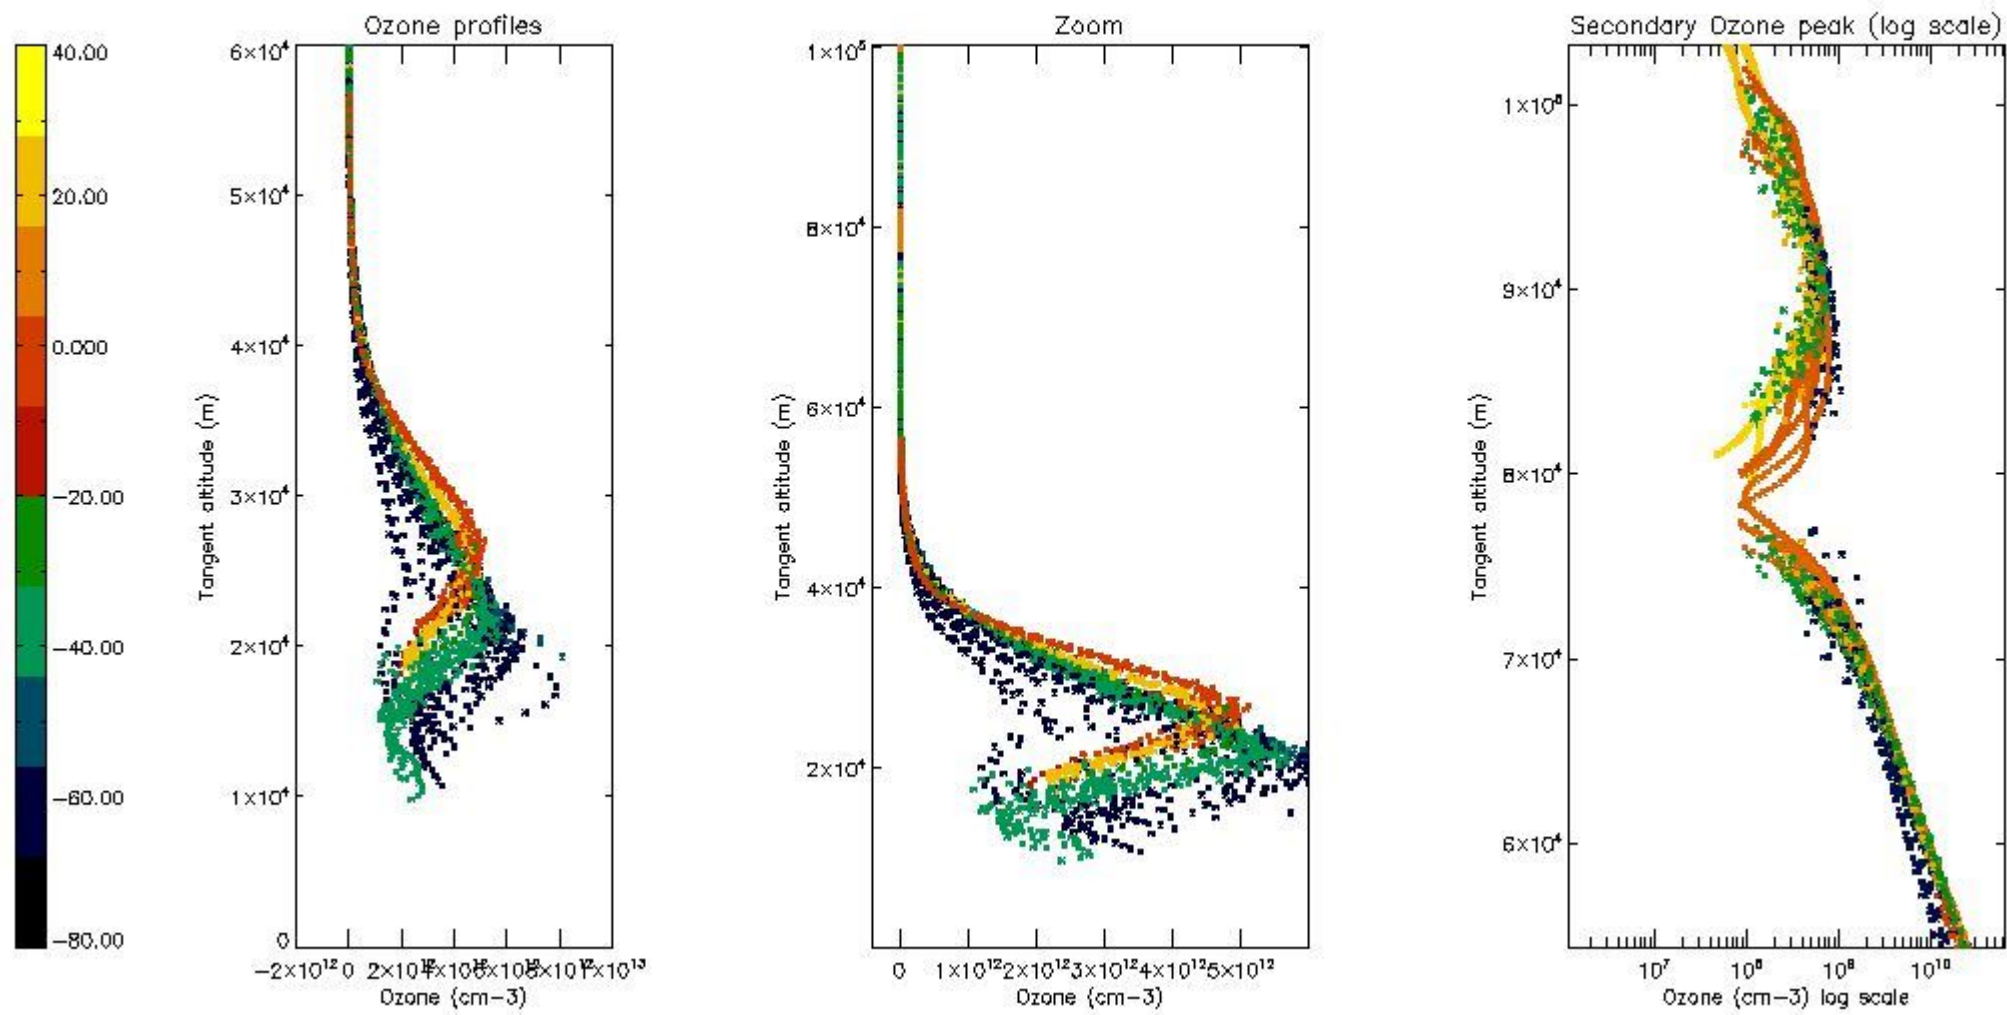 Ozone profiles
Zoom
Secondary Ozone peak (log scale)
40.00
20.00
0.000
−20.00
−40.00
−60.00
−80.00
6×10⁴
5×10⁴
4×10⁴
3×10⁴
2×10⁴
1×10⁴
0
Tangent altitude (m)
−2×10¹² 0
Ozone (cm−3)
1×10⁵
8×10⁴
6×10⁴
4×10⁴
2×10⁴
Tangent altitude (m)
0 1×10¹² 2×10¹² 3×10¹² 4×10¹² 5×10¹²
Ozone (cm−3)
9×10⁴
8×10⁴
7×10⁴
6×10⁴
Tangent altitude (m)
10⁷ 10⁸ 10⁹ 10¹⁰
Ozone (cm−3) log scale